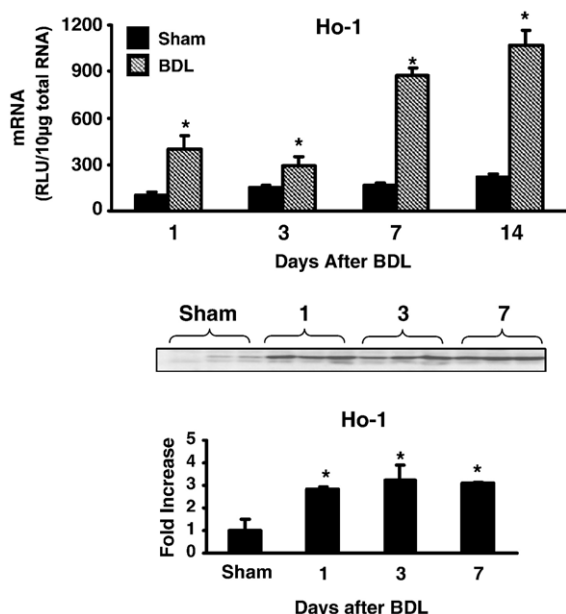 Ho-1
Sham
BDL
mRNA
(RLU/10µg total RNA)
1200
900
600
300
0
* * * *
1 3 7 14
Days After BDL
Sham 1 3 7
Ho-1
Fold Increase
5
4
3
2
1
0
* * *
Sham 1 3 7
Days after BDL